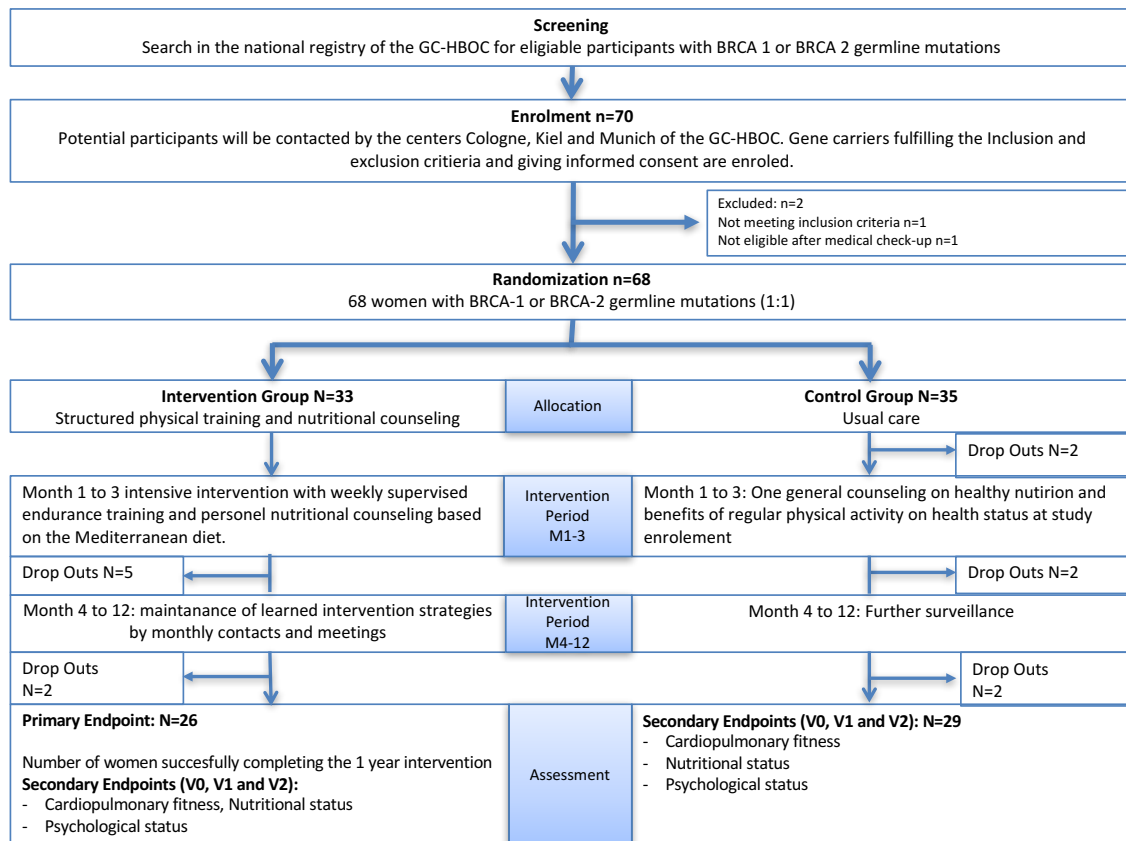 Screening
Search in the national registry of the GC-HBOC for eligiable participants with BRCA 1 or BRCA 2 germline mutations
Enrolment n=70
Potential participants will be contacted by the centers Cologne, Kiel and Munich of the GC-HBOC. Gene carriers fulfilling the Inclusion and
exclusion critieria and giving informed consent are enroled.
Excluded: n=2
Not meeting inclusion criteria n=1
Not eligible after medical check-up n=1
Randomization n=68
68 women with BRCA-1 or BRCA-2 germline mutations (1:1)
Intervention Group N=33
Structured physical training and nutritional counseling
Allocation
Control Group N=35
Usual care
Drop Outs N=2
Month 1 to 3 intensive intervention with weekly supervised
endurance training and personel nutritional counseling based
on the Mediterranean diet.
Intervention
Period
M1-3
Month 1 to 3: One general counseling on healthy nutirion and
benefits of regular physical activity on health status at study
enrolement
Drop Outs N=5
Drop Outs N=2
Month 4 to 12: maintanance of learned intervention strategies
by monthly contacts and meetings
Intervention
Period
M4-12
Month 4 to 12: Further surveillance
Drop Outs
N=2
Drop Outs
N=2
Primary Endpoint: N=26
Number of women succesfully completing the 1 year intervention
Secondary Endpoints (V0, V1 and V2):
- Cardiopulmonary fitness, Nutritional status
- Psychological status
Assessment
Secondary Endpoints (V0, V1 and V2): N=29
- Cardiopulmonary fitness
- Nutritional status
- Psychological status